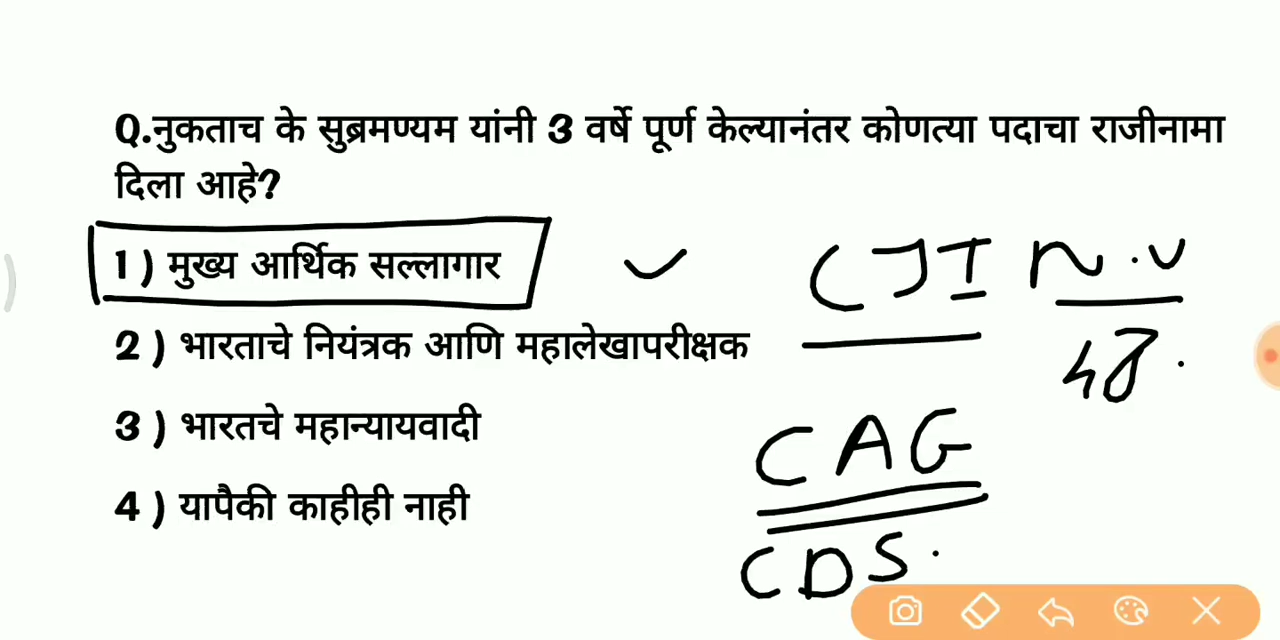 Q.नुकताच के सुब्रमण्यम यांनी 3 वर्षे पूर्ण केल्यानंतर कोणत्या पदाचा राजीनामा
दिला आहे?
1 ) मुख्य आर्थिक सल्लागार
CJI N.V
2 ) भारताचे नियंत्रक आणि महालेखापरीक्षक
48.
3 ) भारतचे महान्यायवादी
CAG
4 ) यापैकी काहीही नाही
CDS.